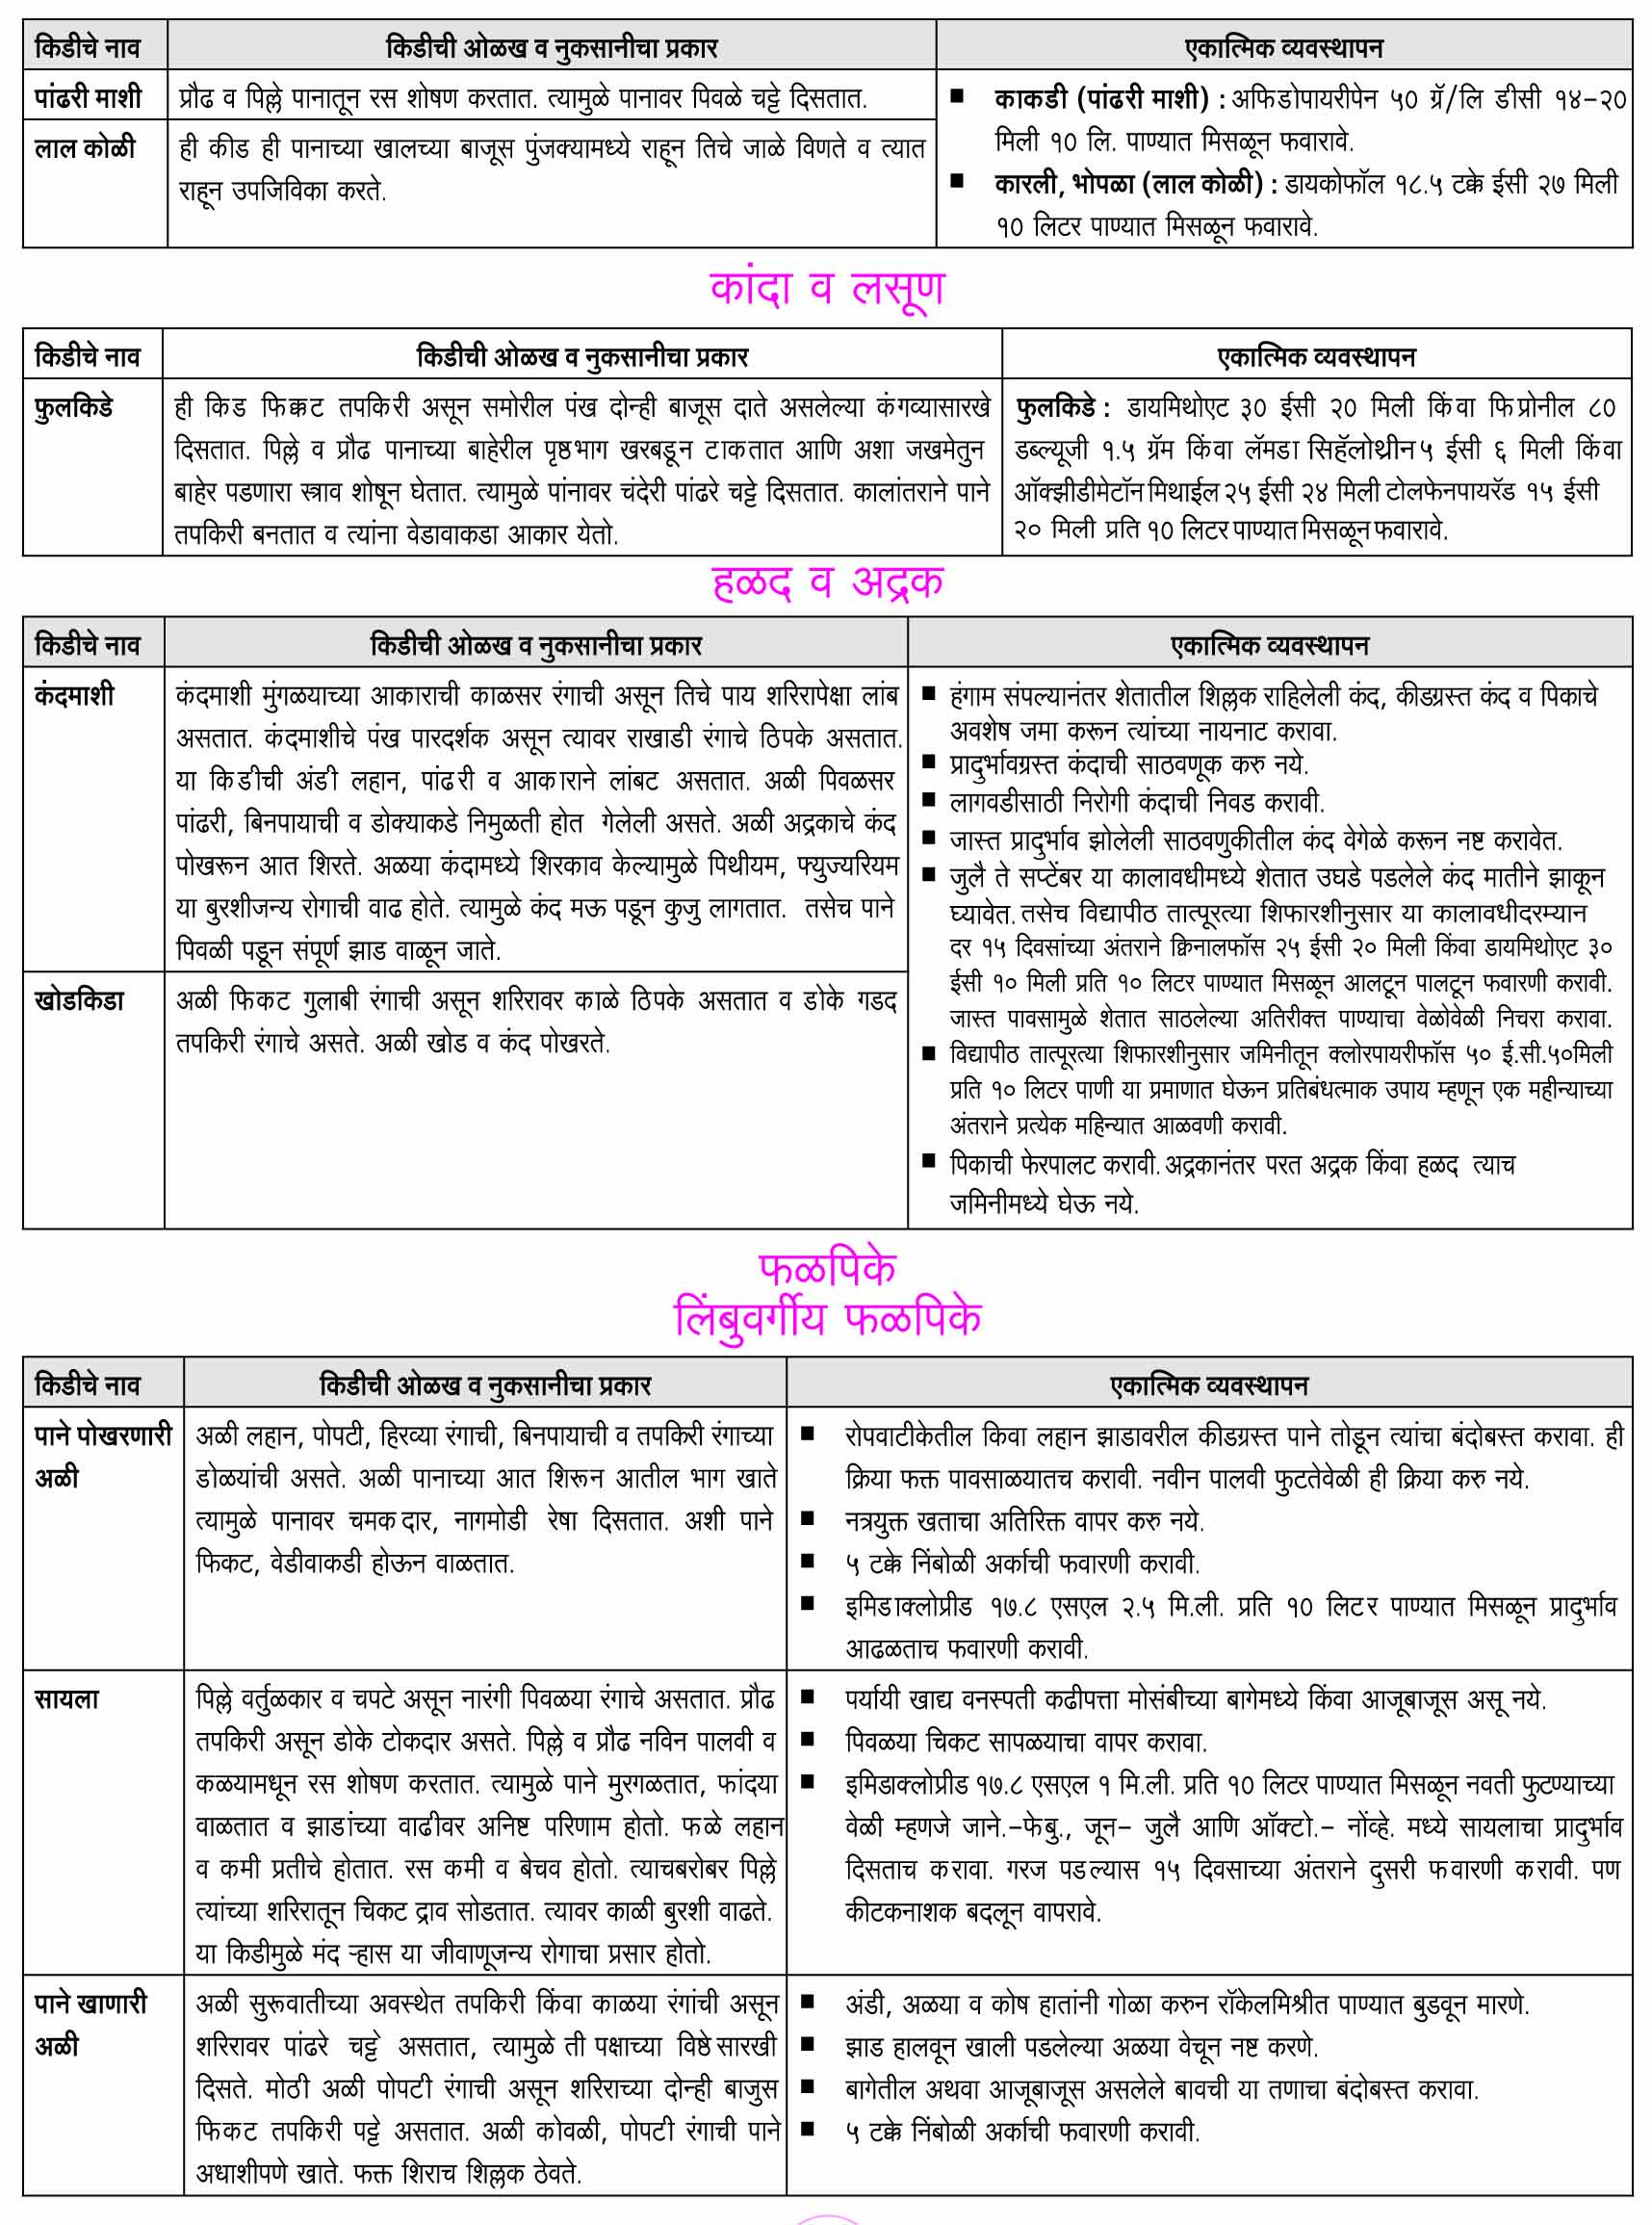 किडीचे नाव किडीची ओळख व नुकसानीचा प्रकार एकात्मिक व्यवस्थापन
पांढरी माशी प्रौढ व पिल्ले पानातून रस शोषण करतात. त्यामुळे पानावर पिवळे चट्टे दिसतात.
लाल कोळी ही कीड ही पानाच्या खालच्या बाजूस पुंजक्यामध्ये राहून तिचे जाळे विणते व त्यात
राहून उपजिविका करते.
■ काकडी (पांढरी माशी) : अफिडोपायरीपेन ५० ग्रॅ/लि डीसी १४-२०
मिली १० लि. पाण्यात मिसळून फवारावे.
■ कारली, भोपळा (लाल कोळी) : डायकोफॉल १८.५ टक्के ईसी २७ मिली
१० लिटर पाण्यात मिसळून फवारावे.
कांदा व लसूण
किडीचे नाव किडीची ओळख व नुकसानीचा प्रकार एकात्मिक व्यवस्थापन
फुलकिडे ही किड फिक्कट तपकिरी असून समोरील पंख दोन्ही बाजूस दाते असलेल्या कंगव्यासारखे
दिसतात. पिल्ले व प्रौढ पानाच्या बाहेरील पृष्ठभाग खरबडून टाकतात आणि अशा जखमेतुन
बाहेर पडणारा स्त्राव शोषून घेतात. त्यामुळे पांनावर चंदेरी पांढरे चट्टे दिसतात. कालांतराने पाने
तपकिरी बनतात व त्यांना वेडावाकडा आकार येतो.
फुलकिडे : डायमिथोएट ३० ईसी २० मिली किंवा फिप्रोनील ८०
डब्ल्यूजी १.५ ग्रॅम किंवा लॅमडा सिहॅलोथ्रीन ५ ईसी ६ मिली किंवा
ऑक्झीडीमेटॉन मिथाईल २५ ईसी २४ मिली टोलफेनपायरॅड १५ ईसी
२० मिली प्रति १० लिटर पाण्यात मिसळून फवारावे.
हळद व अद्रक
किडीचे नाव किडीची ओळख व नुकसानीचा प्रकार एकात्मिक व्यवस्थापन
कंदमाशी कंदमाशी मुंगळयाच्या आकाराची काळसर रंगाची असून तिचे पाय शरिरापेक्षा लांब
असतात. कंदमाशीचे पंख पारदर्शक असून त्यावर राखाडी रंगाचे ठिपके असतात.
या किडीची अंडी लहान, पांढरी व आकाराने लांबट असतात. अळी पिवळसर
पांढरी, बिनपायाची व डोक्याकडे निमुळती होत गेलेली असते. अळी अद्रकाचे कंद
पोखरून आत शिरते. अळया कंदामध्ये शिरकाव केल्यामुळे पिथीयम, फ्युज्यरियम
या बुरशीजन्य रोगाची वाढ होते. त्यामुळे कंद मऊ पडून कुजु लागतात. तसेच पाने
पिवळी पडून संपूर्ण झाड वाळून जाते.
खोडकिडा अळी फिकट गुलाबी रंगाची असून शरिरावर काळे ठिपके असतात व डोके गडद
तपकिरी रंगाचे असते. अळी खोड व कंद पोखरते.
■ हंगाम संपल्यानंतर शेतातील शिल्लक राहिलेली कंद, कीडग्रस्त कंद व पिकाचे
अवशेष जमा करून त्यांच्या नायनाट करावा.
■ प्रादुर्भावग्रस्त कंदाची साठवणूक करु नये.
■ लागवडीसाठी निरोगी कंदाची निवड करावी.
■ जास्त प्रादुर्भाव झोलेली साठवणुकीतील कंद वेगेळे करून नष्ट करावेत.
■ जुलै ते सप्टेंबर या कालावधीमध्ये शेतात उघडे पडलेले कंद मातीने झाकून
घ्यावेत. तसेच विद्यापीठ तात्पूरत्या शिफारशीनुसार या कालावधीदरम्यान
दर १५ दिवसांच्या अंतराने क्विनालफॉस २५ ईसी २० मिली किंवा डायमिथोएट ३०
ईसी १० मिली प्रति १० लिटर पाण्यात मिसळून आलटून पालटून फवारणी करावी.
जास्त पावसामुळे शेतात साठलेल्या अतिरीक्त पाण्याचा वेळोवेळी निचरा करावा.
■ विद्यापीठ तात्पूरत्या शिफारशीनुसार जमिनीतून क्लोरपायरीफॉस ५० ई.सी.५०मिली
प्रति १० लिटर पाणी या प्रमाणात घेऊन प्रतिबंधत्माक उपाय म्हणून एक महीन्याच्या
अंतराने प्रत्येक महिन्यात आळवणी करावी.
■ पिकाची फेरपालट करावी. अद्रकानंतर परत अद्रक किंवा हळद त्याच
जमिनीमध्ये घेऊ नये.
फळपिके
लिंबुवर्गीय फळपिके
किडीचे नाव किडीची ओळख व नुकसानीचा प्रकार एकात्मिक व्यवस्थापन
पाने पोखरणारी
अळी
अळी लहान, पोपटी, हिरव्या रंगाची, बिनपायाची व तपकिरी रंगाच्या
डोळयांची असते. अळी पानाच्या आत शिरून आतील भाग खाते
त्यामुळे पानावर चमकदार, नागमोडी रेषा दिसतात. अशी पाने
फिकट, वेडीवाकडी होऊन वाळतात.
■ रोपवाटीकेतील किवा लहान झाडावरील कीडग्रस्त पाने तोडून त्यांचा बंदोबस्त करावा. ही
क्रिया फक्त पावसाळयातच करावी. नवीन पालवी फुटतेवेळी ही क्रिया करु नये.
■ नत्रयुक्त खताचा अतिरिक्त वापर करु नये.
■ ५ टक्के निंबोळी अर्काची फवारणी करावी.
■ इमिडाक्लोप्रीड १७.८ एसएल २.५ मि.ली. प्रति १० लिटर पाण्यात मिसळून प्रादुर्भाव
आढळताच फवारणी करावी.
सायला पिल्ले वर्तुळकार व चपटे असून नारंगी पिवळया रंगाचे असतात. प्रौढ
तपकिरी असून डोके टोकदार असते. पिल्ले व प्रौढ नविन पालवी व
कळयामधून रस शोषण करतात. त्यामुळे पाने मुरगळतात, फांदया
वाळतात व झाडांच्या वाढीवर अनिष्ट परिणाम होतो. फळे लहान
व कमी प्रतीचे होतात. रस कमी व बेचव होतो. त्याचबरोबर पिल्ले
त्यांच्या शरिरातून चिकट द्राव सोडतात. त्यावर काळी बुरशी वाढते.
या किडीमुळे मंद ऱ्हास या जीवाणूजन्य रोगाचा प्रसार होतो.
■ पर्यायी खाद्य वनस्पती कढीपत्ता मोसंबीच्या बागेमध्ये किंवा आजूबाजूस असू नये.
■ पिवळया चिकट सापळयाचा वापर करावा.
■ इमिडाक्लोप्रीड १७.८ एसएल १ मि.ली. प्रति १० लिटर पाण्यात मिसळून नवती फुटण्याच्या
वेळी म्हणजे जाने.-फेबु., जून- जुलै आणि ऑक्टो.- नोंव्हे. मध्ये सायलाचा प्रादुर्भाव
दिसताच करावा. गरज पडल्यास १५ दिवसाच्या अंतराने दुसरी फवारणी करावी. पण
कीटकनाशक बदलून वापरावे.
पाने खाणारी
अळी
अळी सुरूवातीच्या अवस्थेत तपकिरी किंवा काळया रंगांची असून
शरिरावर पांढरे चट्टे असतात, त्यामुळे ती पक्षाच्या विष्ठे सारखी
दिसते. मोठी अळी पोपटी रंगाची असून शरिराच्या दोन्ही बाजुस
फिकट तपकिरी पट्टे असतात. अळी कोवळी, पोपटी रंगाची पाने
अधाशीपणे खाते. फक्त शिराच शिल्लक ठेवते.
■ अंडी, अळया व कोष हातांनी गोळा करुन रॉकेलमिश्रीत पाण्यात बुडवून मारणे.
■ झाड हालवून खाली पडलेल्या अळया वेचून नष्ट करणे.
■ बागेतील अथवा आजूबाजूस असलेले बावची या तणाचा बंदोबस्त करावा.
■ ५ टक्के निंबोळी अर्काची फवारणी करावी.